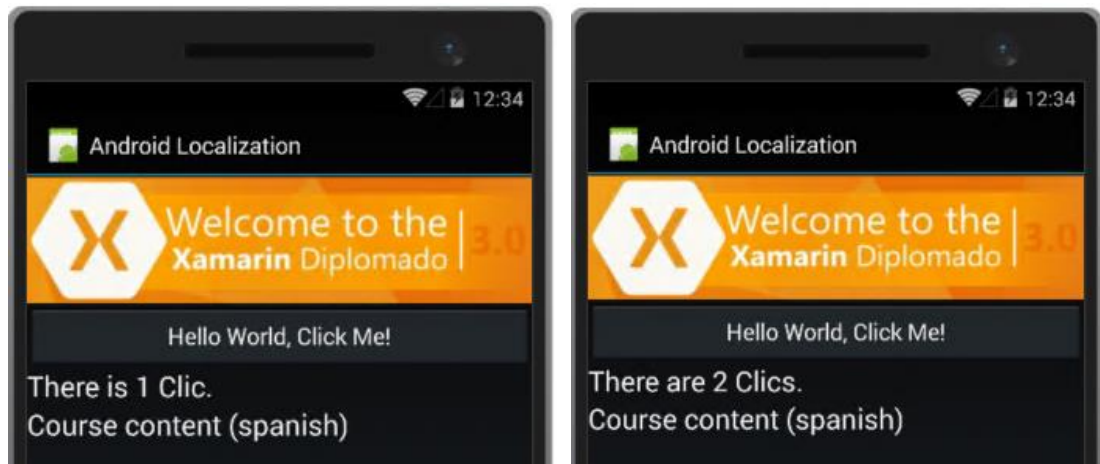 12:34
Android Localization
X Welcome to the
Xamarin Diplomado | 3.0
Hello World, Click Me!
There is 1 Clic.
Course content (spanish)
12:34
Android Localization
X Welcome to the
Xamarin Diplomado | 3.0
Hello World, Click Me!
There are 2 Clics.
Course content (spanish)